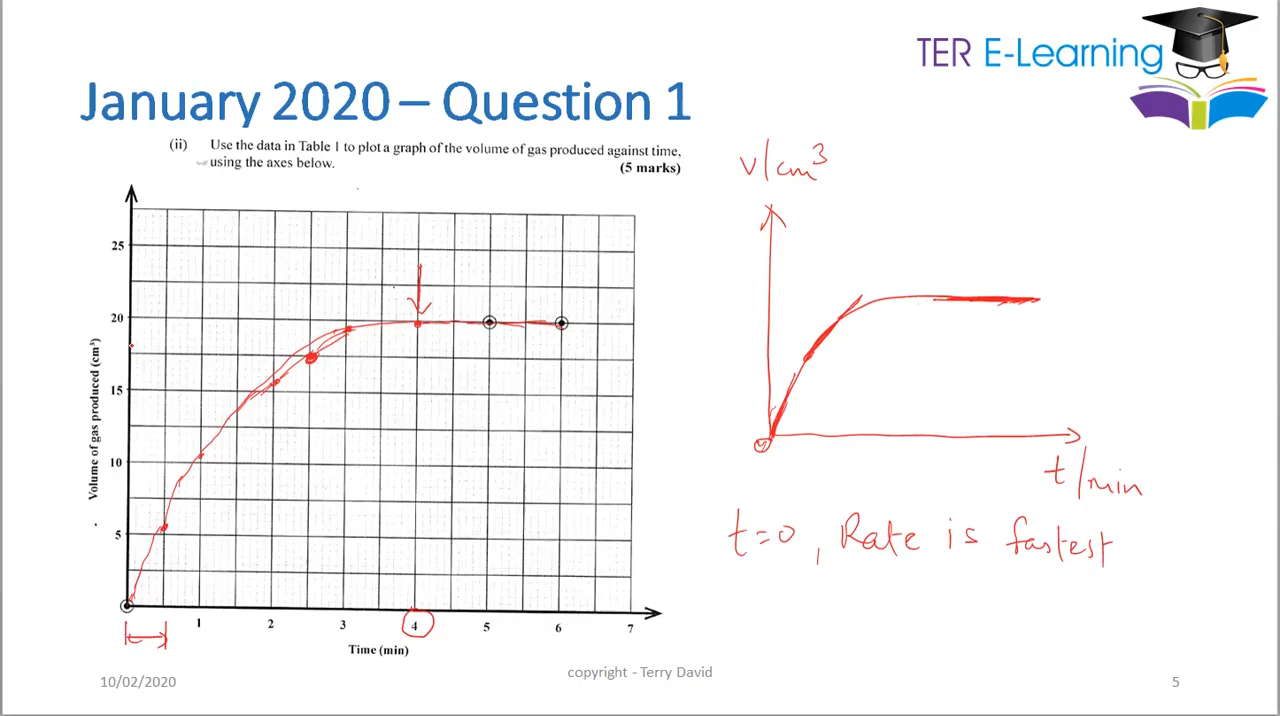 TER E-Learning
January 2020 – Question 1
(ii) Use the data in Table 1 to plot a graph of the volume of gas produced against time,
using the axes below.
(5 marks)
25
20
15
10
5
Volume of gas produced (cm³)
1 2 3 4 5 6 7
Time (min)
v/cm³
t/min
t=0, Rate is fastest
10/02/2020
copyright - Terry David
5